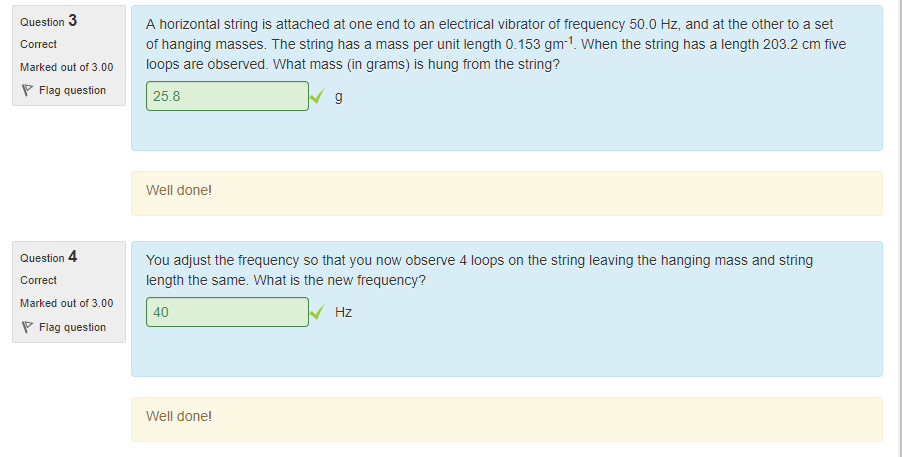 Question 3
Correct
Marked out of 3.00
Flag question
A horizontal string is attached at one end to an electrical vibrator of frequency 50.0 Hz, and at the other to a set
of hanging masses. The string has a mass per unit length 0.153 gm⁻¹. When the string has a length 203.2 cm five
loops are observed. What mass (in grams) is hung from the string?
25.8 g
Well done!
Question 4
Correct
Marked out of 3.00
Flag question
You adjust the frequency so that you now observe 4 loops on the string leaving the hanging mass and string
length the same. What is the new frequency?
40 Hz
Well done!